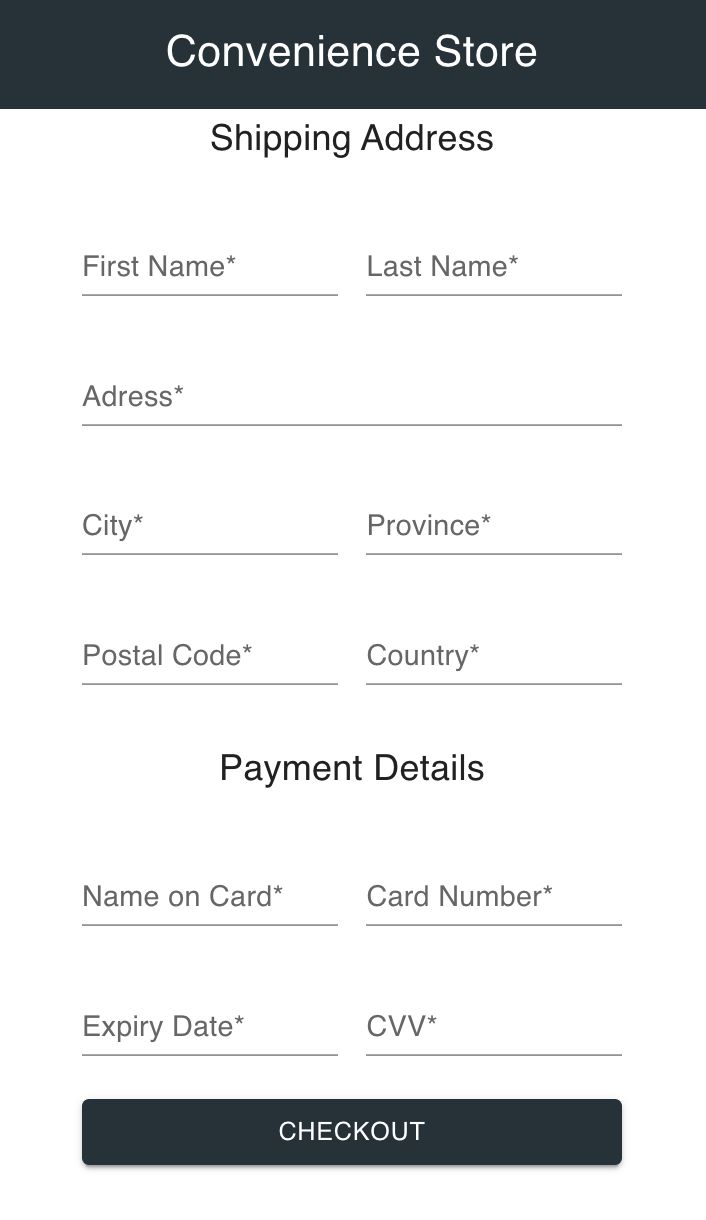 Convenience Store
Shipping Address
First Name* Last Name*
Adress*
City* Province*
Postal Code* Country*
Payment Details
Name on Card* Card Number*
Expiry Date* CVV*
CHECKOUT